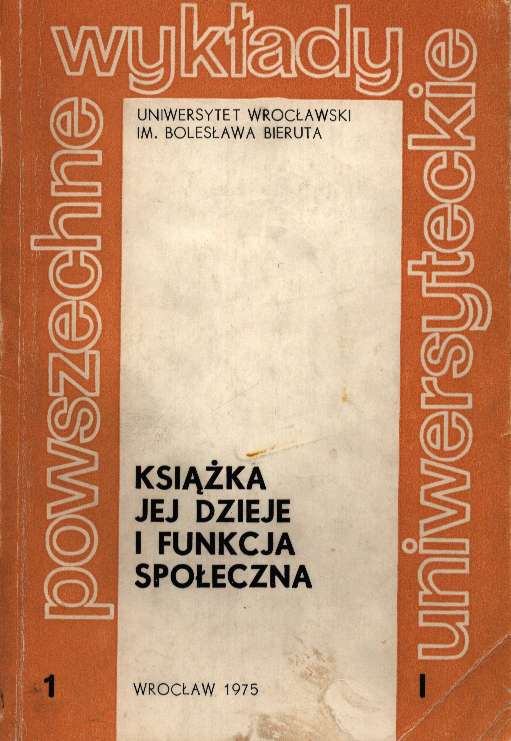 powszechne
wykłady
uniwersyteckie
UNIWERSYTET WROCŁAWSKI
IM. BOLESŁAWA BIERUTA
KSIĄŻKA
JEJ DZIEJE
I FUNKCJA
SPOŁECZNA
1
WROCŁAW 1975
I